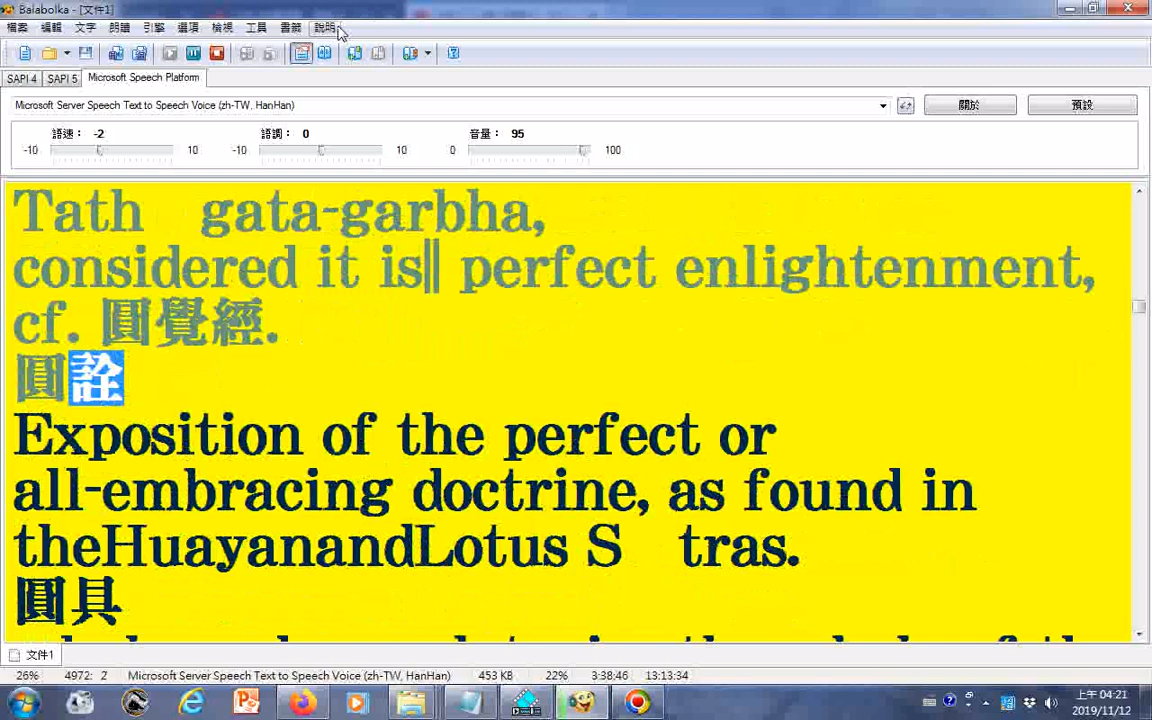 Balabolka - [文件1]
檔案 編輯 文字 朗讀 引擎 選項 檢視 工具 書籤 說明
SAPI 4 SAPI 5 Microsoft Speech Platform
Microsoft Server Speech Text to Speech Voice (zh-TW, HanHan) 關於 預設
語速： -2 語調： 0 音量： 95
-10 10 -10 10 0 100
Tath gata-garbha,
considered it is‖ perfect enlightenment,
cf. 圓覺經.
圓詮
Exposition of the perfect or
all-embracing doctrine, as found in
theHuayanandLotus S tras.
圓具
文件1
26% 4972: Z Microsoft Server Speech Text to Speech Voice (zh-TW, HanHan) 453 KB 22% 3:38:46 13:13:34
上午 04:21
2019/11/12